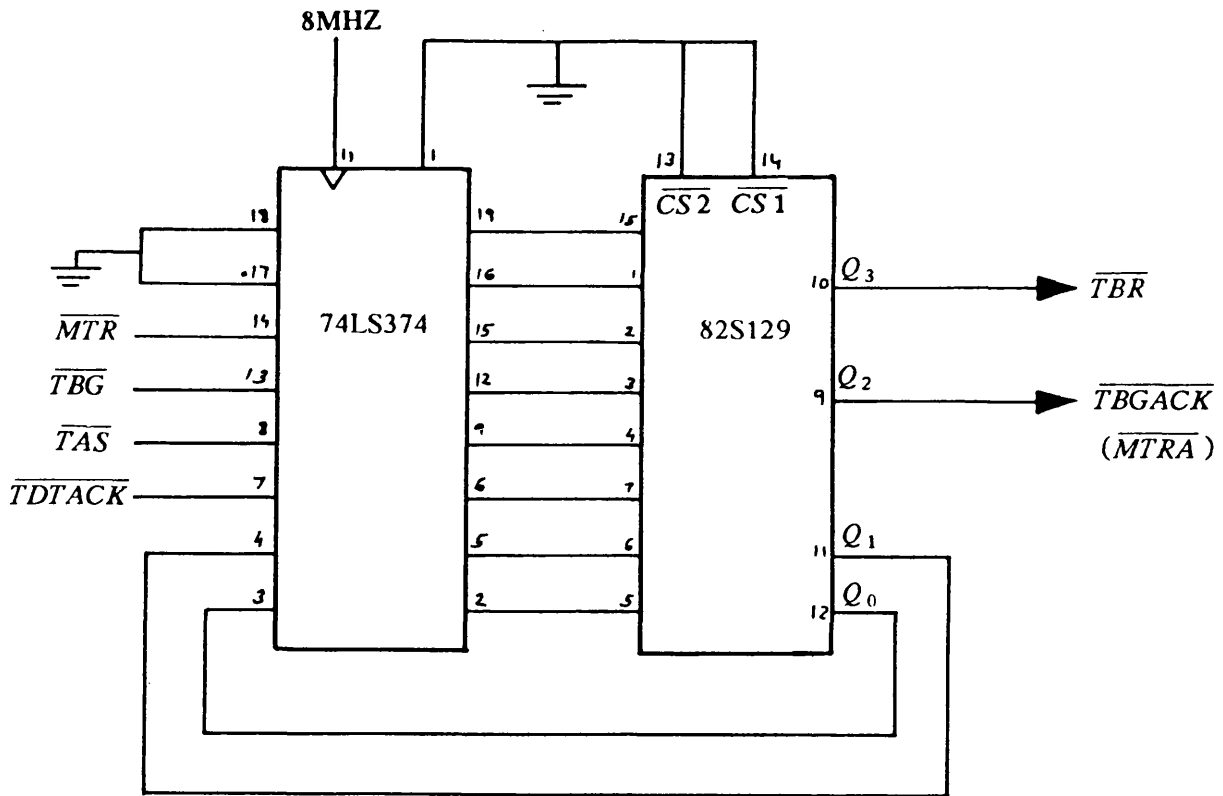 8MHZ
11 1
13 14
CS2 CS1
18 19 15
.17 16 1
10 Q3 TBR
MTR 14 74LS374 15 2 82S129
TBG 13 12 3
9 Q2 TBGACK
TAS 8 9 4
(MTRA)
TDTACK 7 6 7
4 5 6 11 Q1
3 2 5 12 Q0